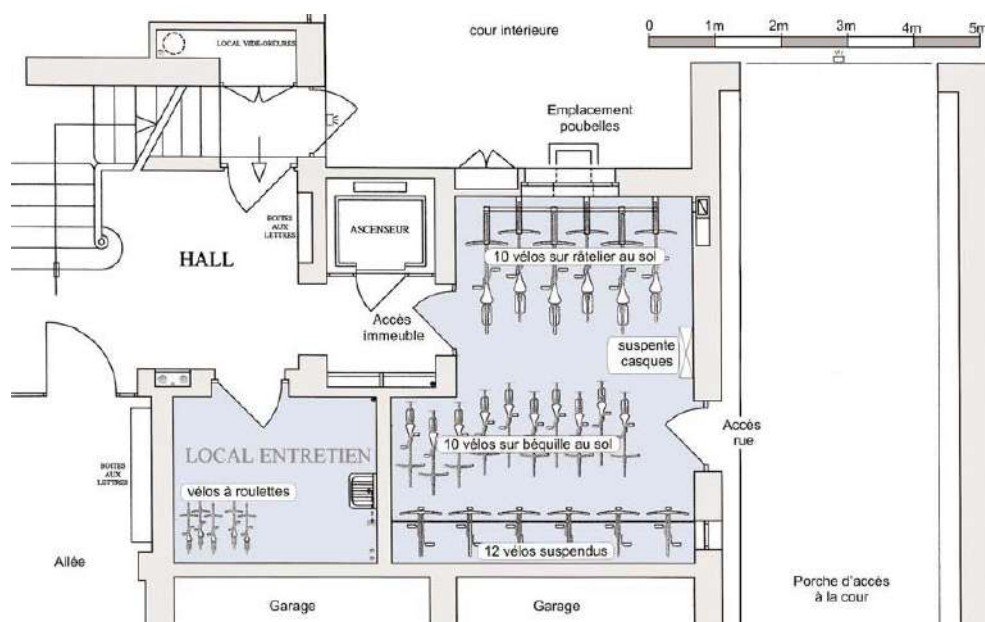 cour intérieure
0 1m 2m 3m 4m 5m
LOCAL VIDE-ORDURES
Emplacement
poubelles
BOITES
AUX
LETTRES
ASCENSEUR
HALL
10 vélos sur râtelier au sol
Accès
immeuble
suspente
casques
Accès
rue
10 vélos sur béquille au sol
LOCAL ENTRETIEN
BOITES
AUX
LETTRES
vélos à roulettes
12 vélos suspendus
Allée
Garage
Garage
Porche d'accès
à la cour